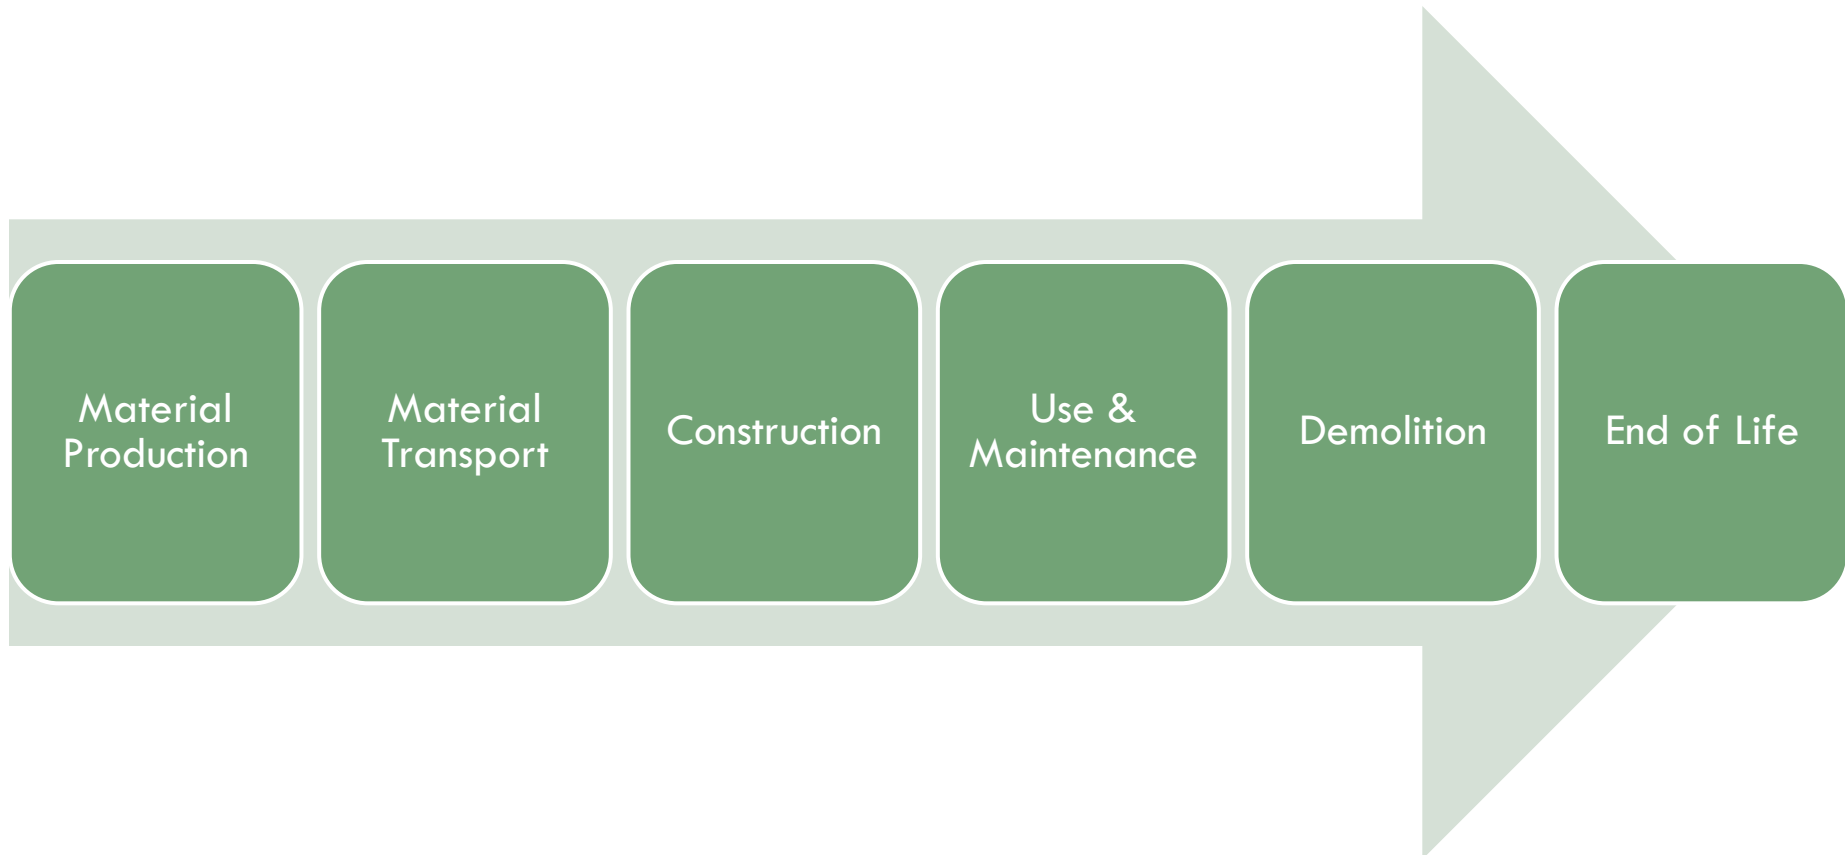 Material
Production
Material
Transport
Construction
Use &
Maintenance
Demolition
End of Life